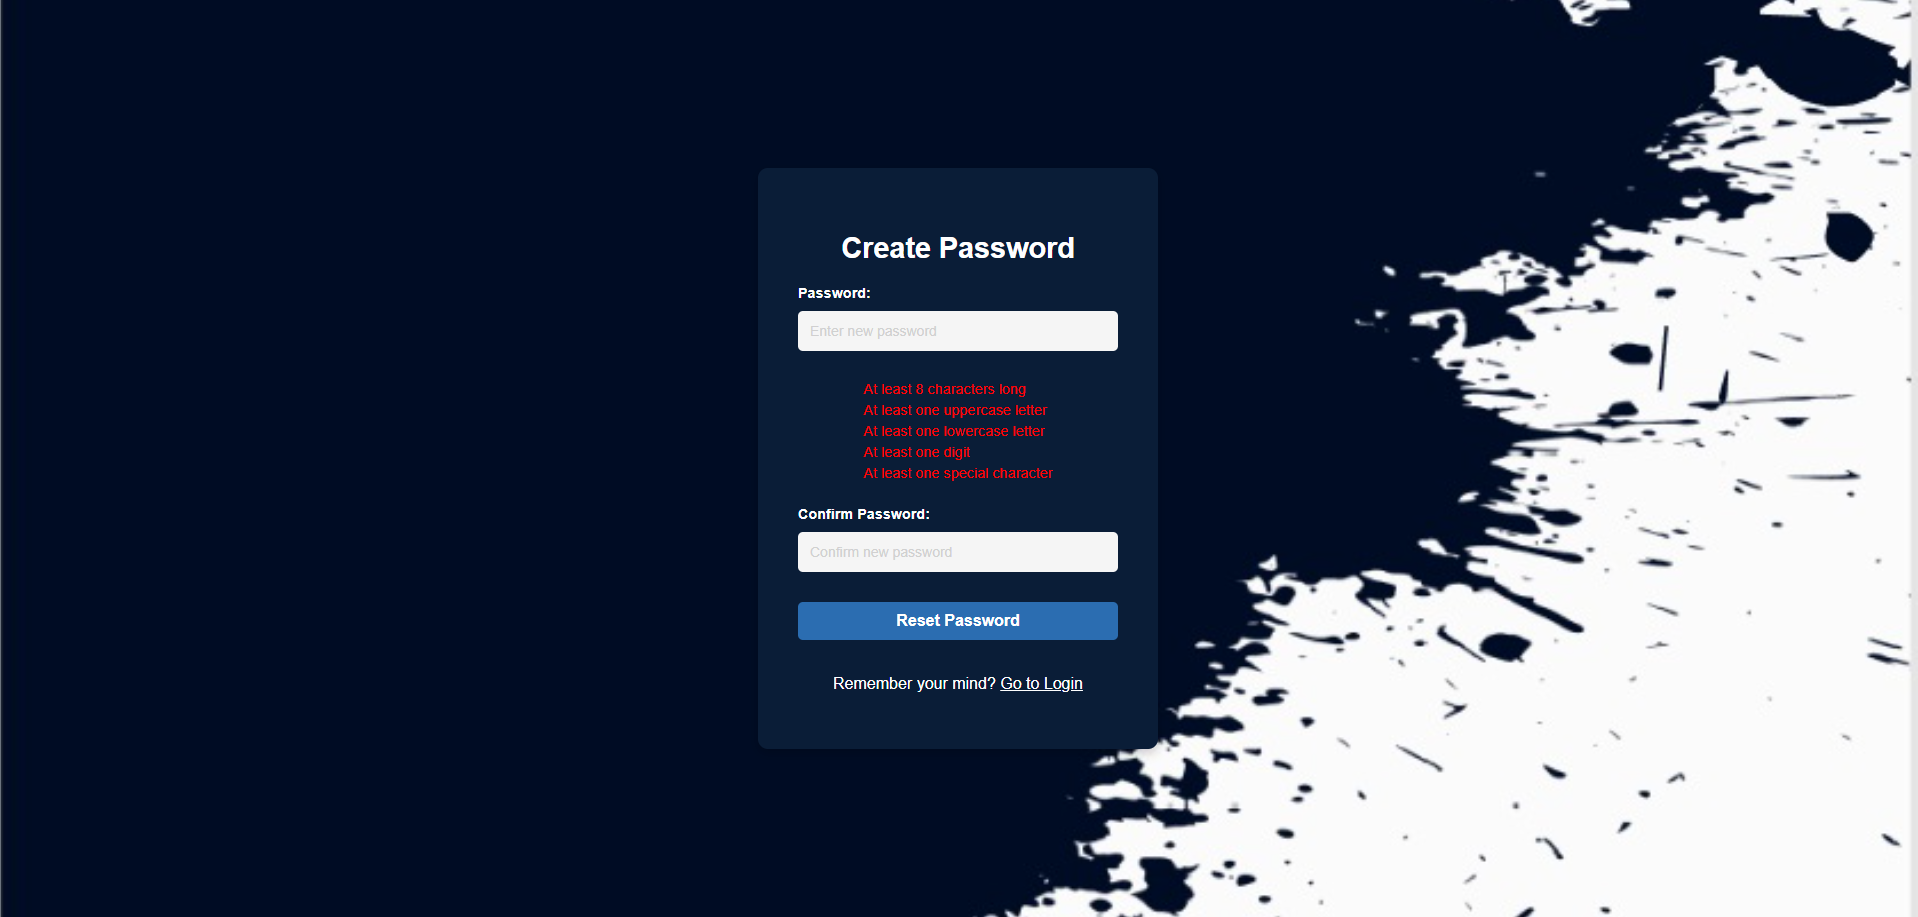 Create Password
Password:
Enter new password
At least 8 characters long
At least one uppercase letter
At least one lowercase letter
At least one digit
At least one special character
Confirm Password:
Confirm new password
Reset Password
Remember your mind? Go to Login